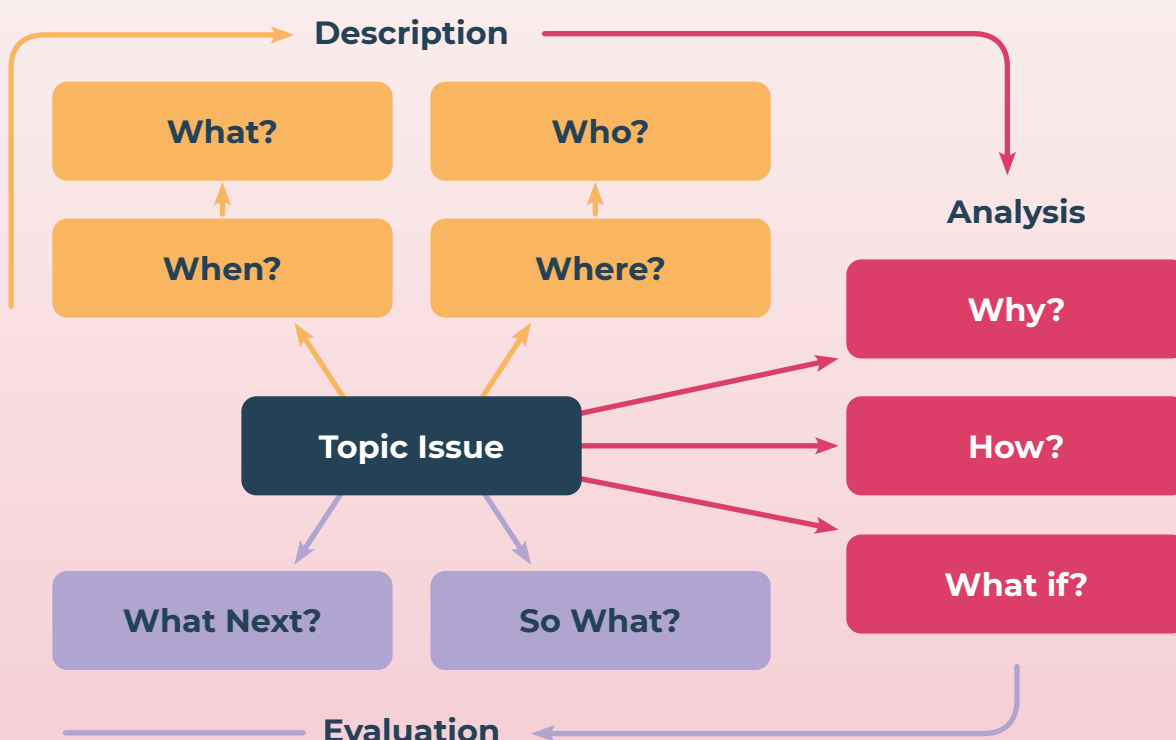 Description
What?
Who?
When?
Where?
Analysis
Why?
How?
What if?
Topic Issue
What Next?
So What?
Evaluation